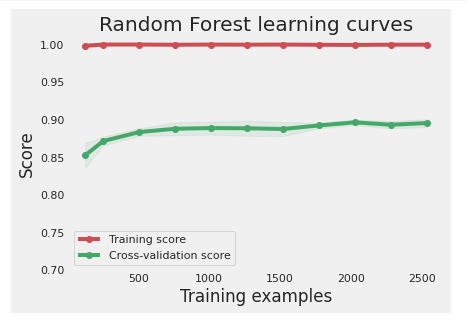 Random Forest learning curves
1.00
0.95
0.90
0.85
0.80
0.75
0.70
Score
Training score
Cross-validation score
500 1000 1500 2000 2500
Training examples